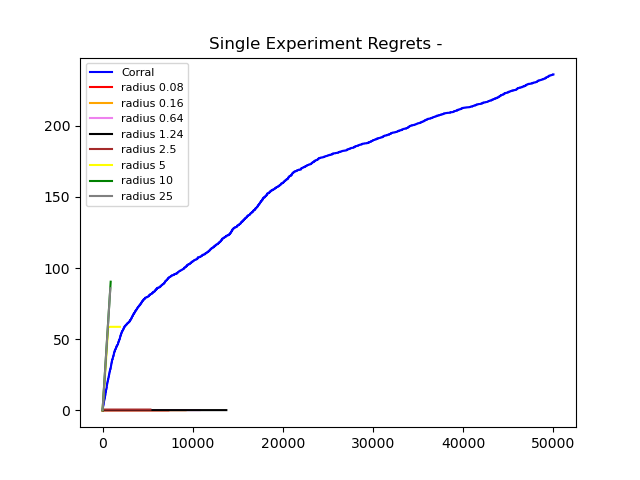 Single Experiment Regrets -
Corral
radius 0.08
radius 0.16
radius 0.64
radius 1.24
radius 2.5
radius 5
radius 10
radius 25
200
150
100
50
0
0 10000 20000 30000 40000 50000